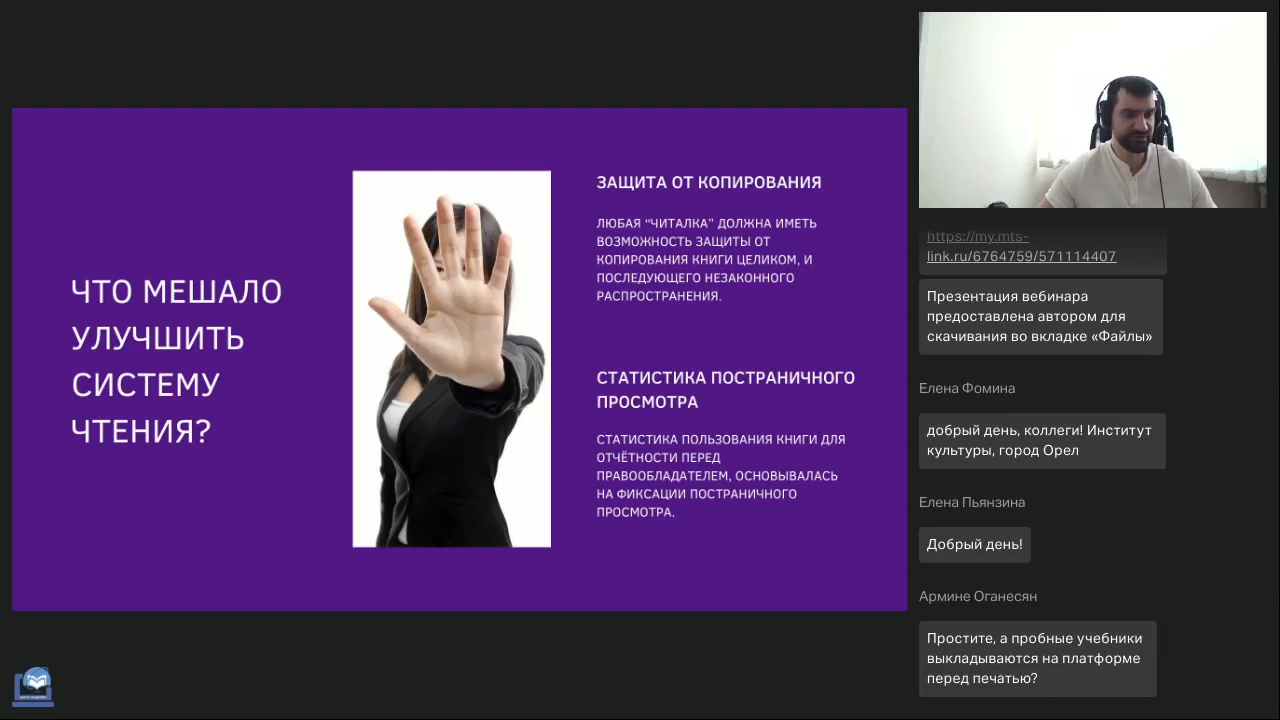 ЧТО МЕШАЛО
УЛУЧШИТЬ
СИСТЕМУ
ЧТЕНИЯ?
ЗАЩИТА ОТ КОПИРОВАНИЯ
ЛЮБАЯ “ЧИТАЛКА” ДОЛЖНА ИМЕТЬ
ВОЗМОЖНОСТЬ ЗАЩИТЫ ОТ
КОПИРОВАНИЯ КНИГИ ЦЕЛИКОМ, И
ПОСЛЕДУЮЩЕГО НЕЗАКОННОГО
РАСПРОСТРАНЕНИЯ.
СТАТИСТИКА ПОСТРАНИЧНОГО
ПРОСМОТРА
СТАТИСТИКА ПОЛЬЗОВАНИЯ КНИГИ ДЛЯ
ОТЧЁТНОСТИ ПЕРЕД
ПРАВООБЛАДАТЕЛЕМ, ОСНОВЫВАЛАСЬ
НА ФИКСАЦИИ ПОСТРАНИЧНОГО
ПРОСМОТРА.
https://my.mts-
link.ru/6764759/571114407
Презентация вебинара
предоставлена автором для
скачивания во вкладке «Файлы»
Елена Фомина
добрый день, коллеги! Институт
культуры, город Орел
Елена Пьянзина
Добрый день!
Армине Оганесян
Простите, а пробные учебники
выкладываются на платформе
перед печатью?